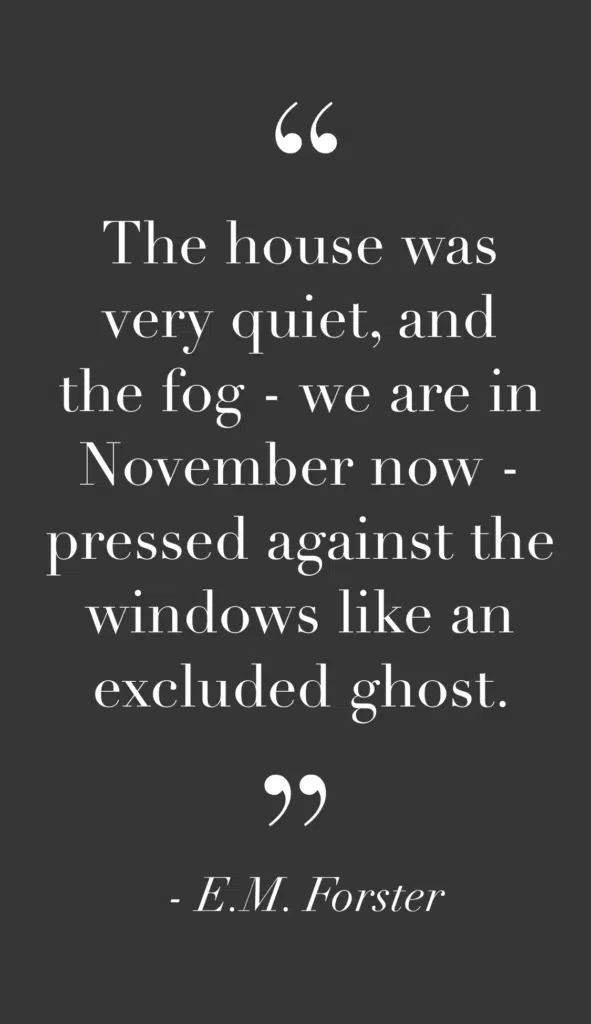 “
The house was
very quiet, and
the fog - we are in
November now -
pressed against the
windows like an
excluded ghost.
”
- E.M. Forster